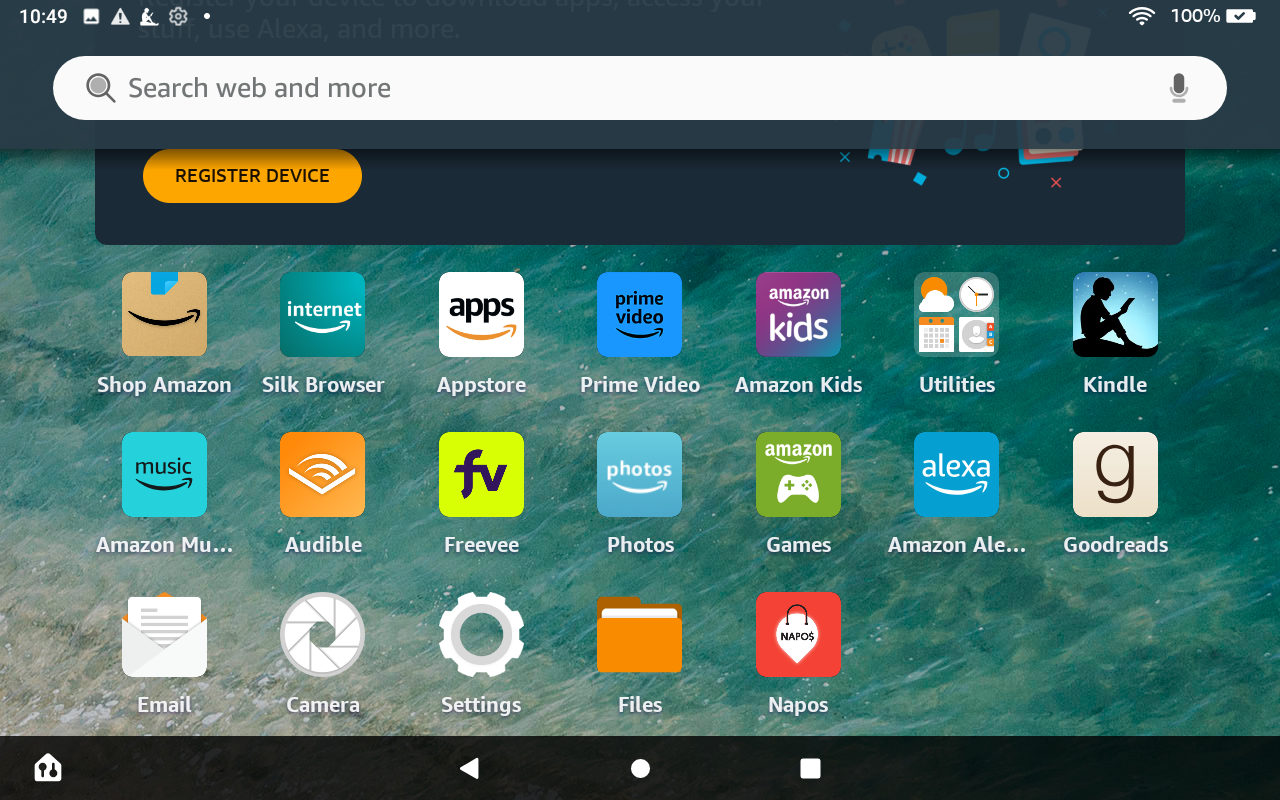 10:49
100%
Register your device to download apps, access your
stuff, use Alexa, and more.
Search web and more
REGISTER DEVICE
internet
apps
prime video
amazon kids
Shop Amazon
Silk Browser
Appstore
Prime Video
Amazon Kids
Utilities
Kindle
music
fv
photos
amazon
alexa
g
Amazon Mu...
Audible
Freevee
Photos
Games
Amazon Ale...
Goodreads
NAPO$
Email
Camera
Settings
Files
Napos